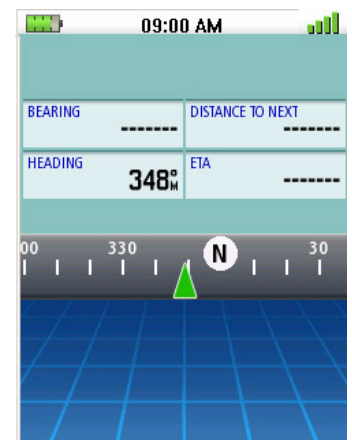 09:00 AM
BEARING DISTANCE TO NEXT
------- -------
HEADING ETA
348°M -------
00 330 N 30